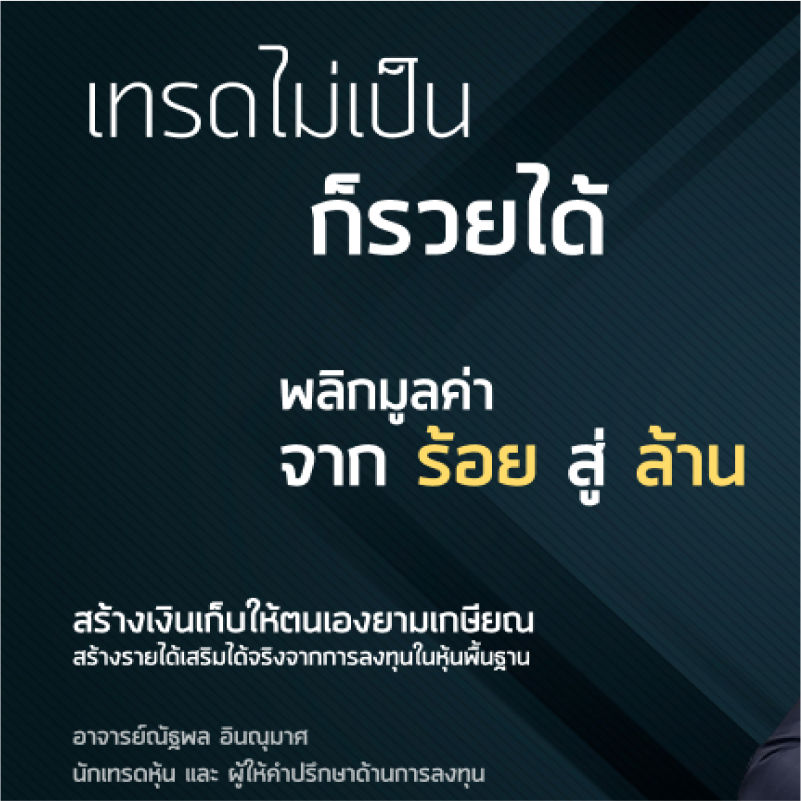 เทรดไม่เป็น
ก็รวยได้
พลิกมูลค่า
จาก ร้อย สู่ ล้าน
สร้างเงินเก็บให้ตนเองยามเกษียณ
สร้างรายได้เสริมได้จริงจากการลงทุนในหุ้นพื้นฐาน
อาจารย์ณัฐพล อินณุมาศ
นักเทรดหุ้น และ ผู้ให้คำปรึกษาด้านการลงทุน